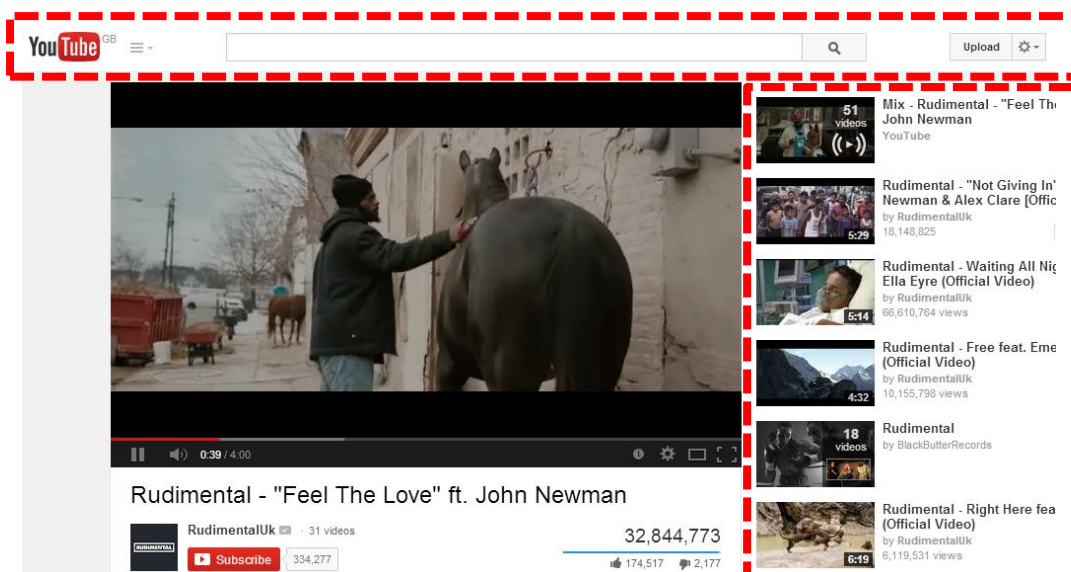 YouTube GB
Upload
51
videos
Mix - Rudimental - "Feel The
John Newman
YouTube
5:29
Rudimental - "Not Giving In"
Newman & Alex Clare [Offic
by RudimentalUk
18,148,825
5:14
Rudimental - Waiting All Nig
Ella Eyre (Official Video)
by RudimentalUk
66,610,764 views
4:32
Rudimental - Free feat. Eme
(Official Video)
by RudimentalUk
10,155,798 views
18
videos
Rudimental
by BlackButterRecords
6:19
Rudimental - Right Here fea
(Official Video)
by RudimentalUk
6,119,531 views
0:39 / 4:00
Rudimental - "Feel The Love" ft. John Newman
RUDIMENTAL
RudimentalUk · 31 videos
Subscribe 334,277
32,844,773
174,517 2,177